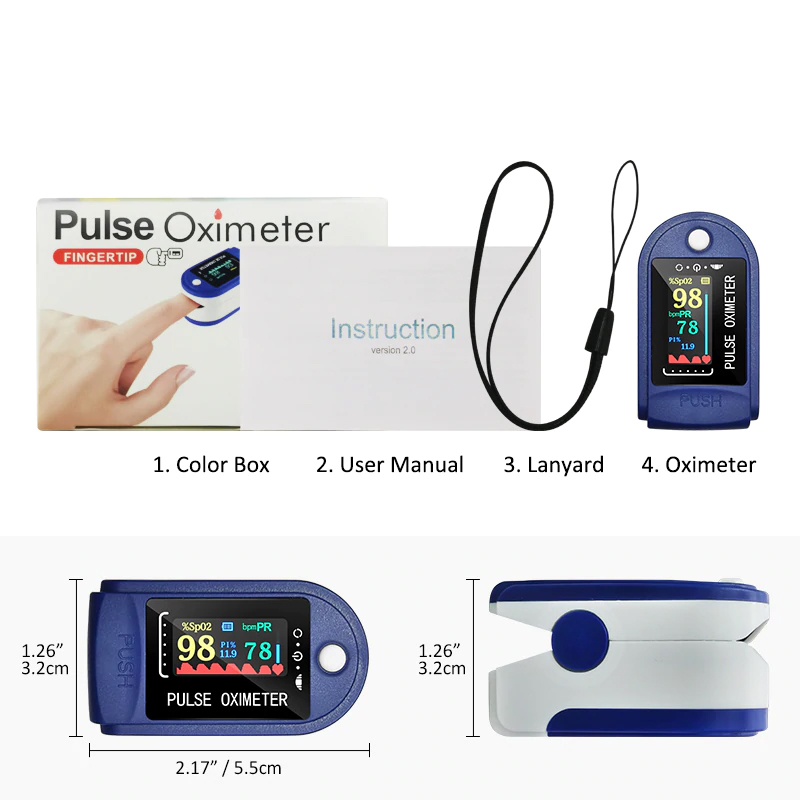 Pulse Oximeter
FINGERTIP
Instruction
version 2.0
%Sp02
98
bpmPR
78
PI%
11.9
PULSE OXIMETER
PUSH
1. Color Box
2. User Manual
3. Lanyard
4. Oximeter
1.26”
3.2cm
PUSH
%Sp02
bpmPR
98
PI%
11.9
78
PULSE OXIMETER
2.17” / 5.5cm
1.26”
3.2cm